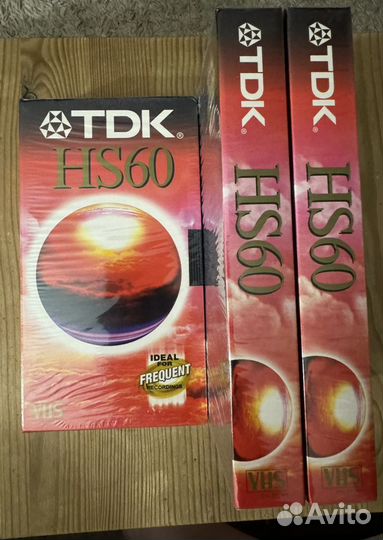 TDK®
HS60
IDEAL
FOR
FREQUENT
RECORDINGS
VHS
TDK®
HS60
VHS
TDK®
HS60
VHS
Avito